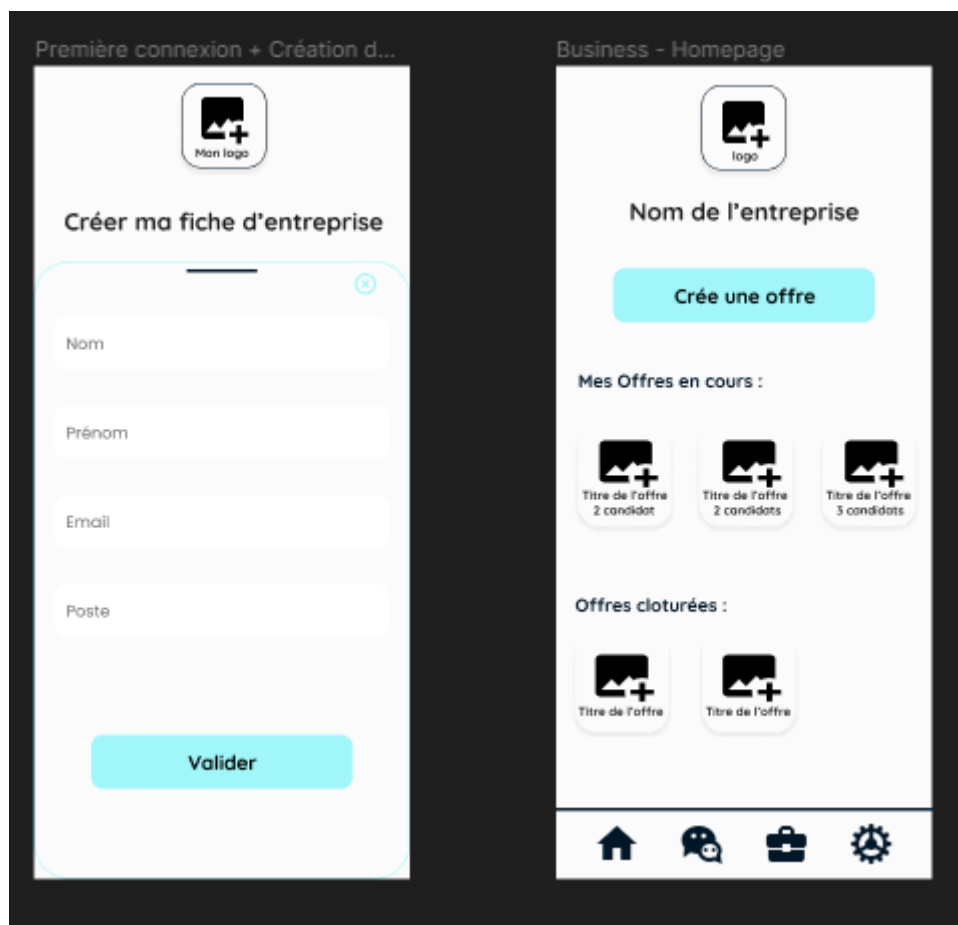 Première connexion + Création d...
Mon logo
Créer ma fiche d'entreprise
Nom
Prénom
Email
Poste
Valider
Business - Homepage
logo
Nom de l'entreprise
Crée une offre
Mes Offres en cours :
Titre de l'offre
2 candidat
Titre de l'offre
2 candidats
Titre de l'offre
3 candidats
Offres cloturées :
Titre de l'offre
Titre de l'offre